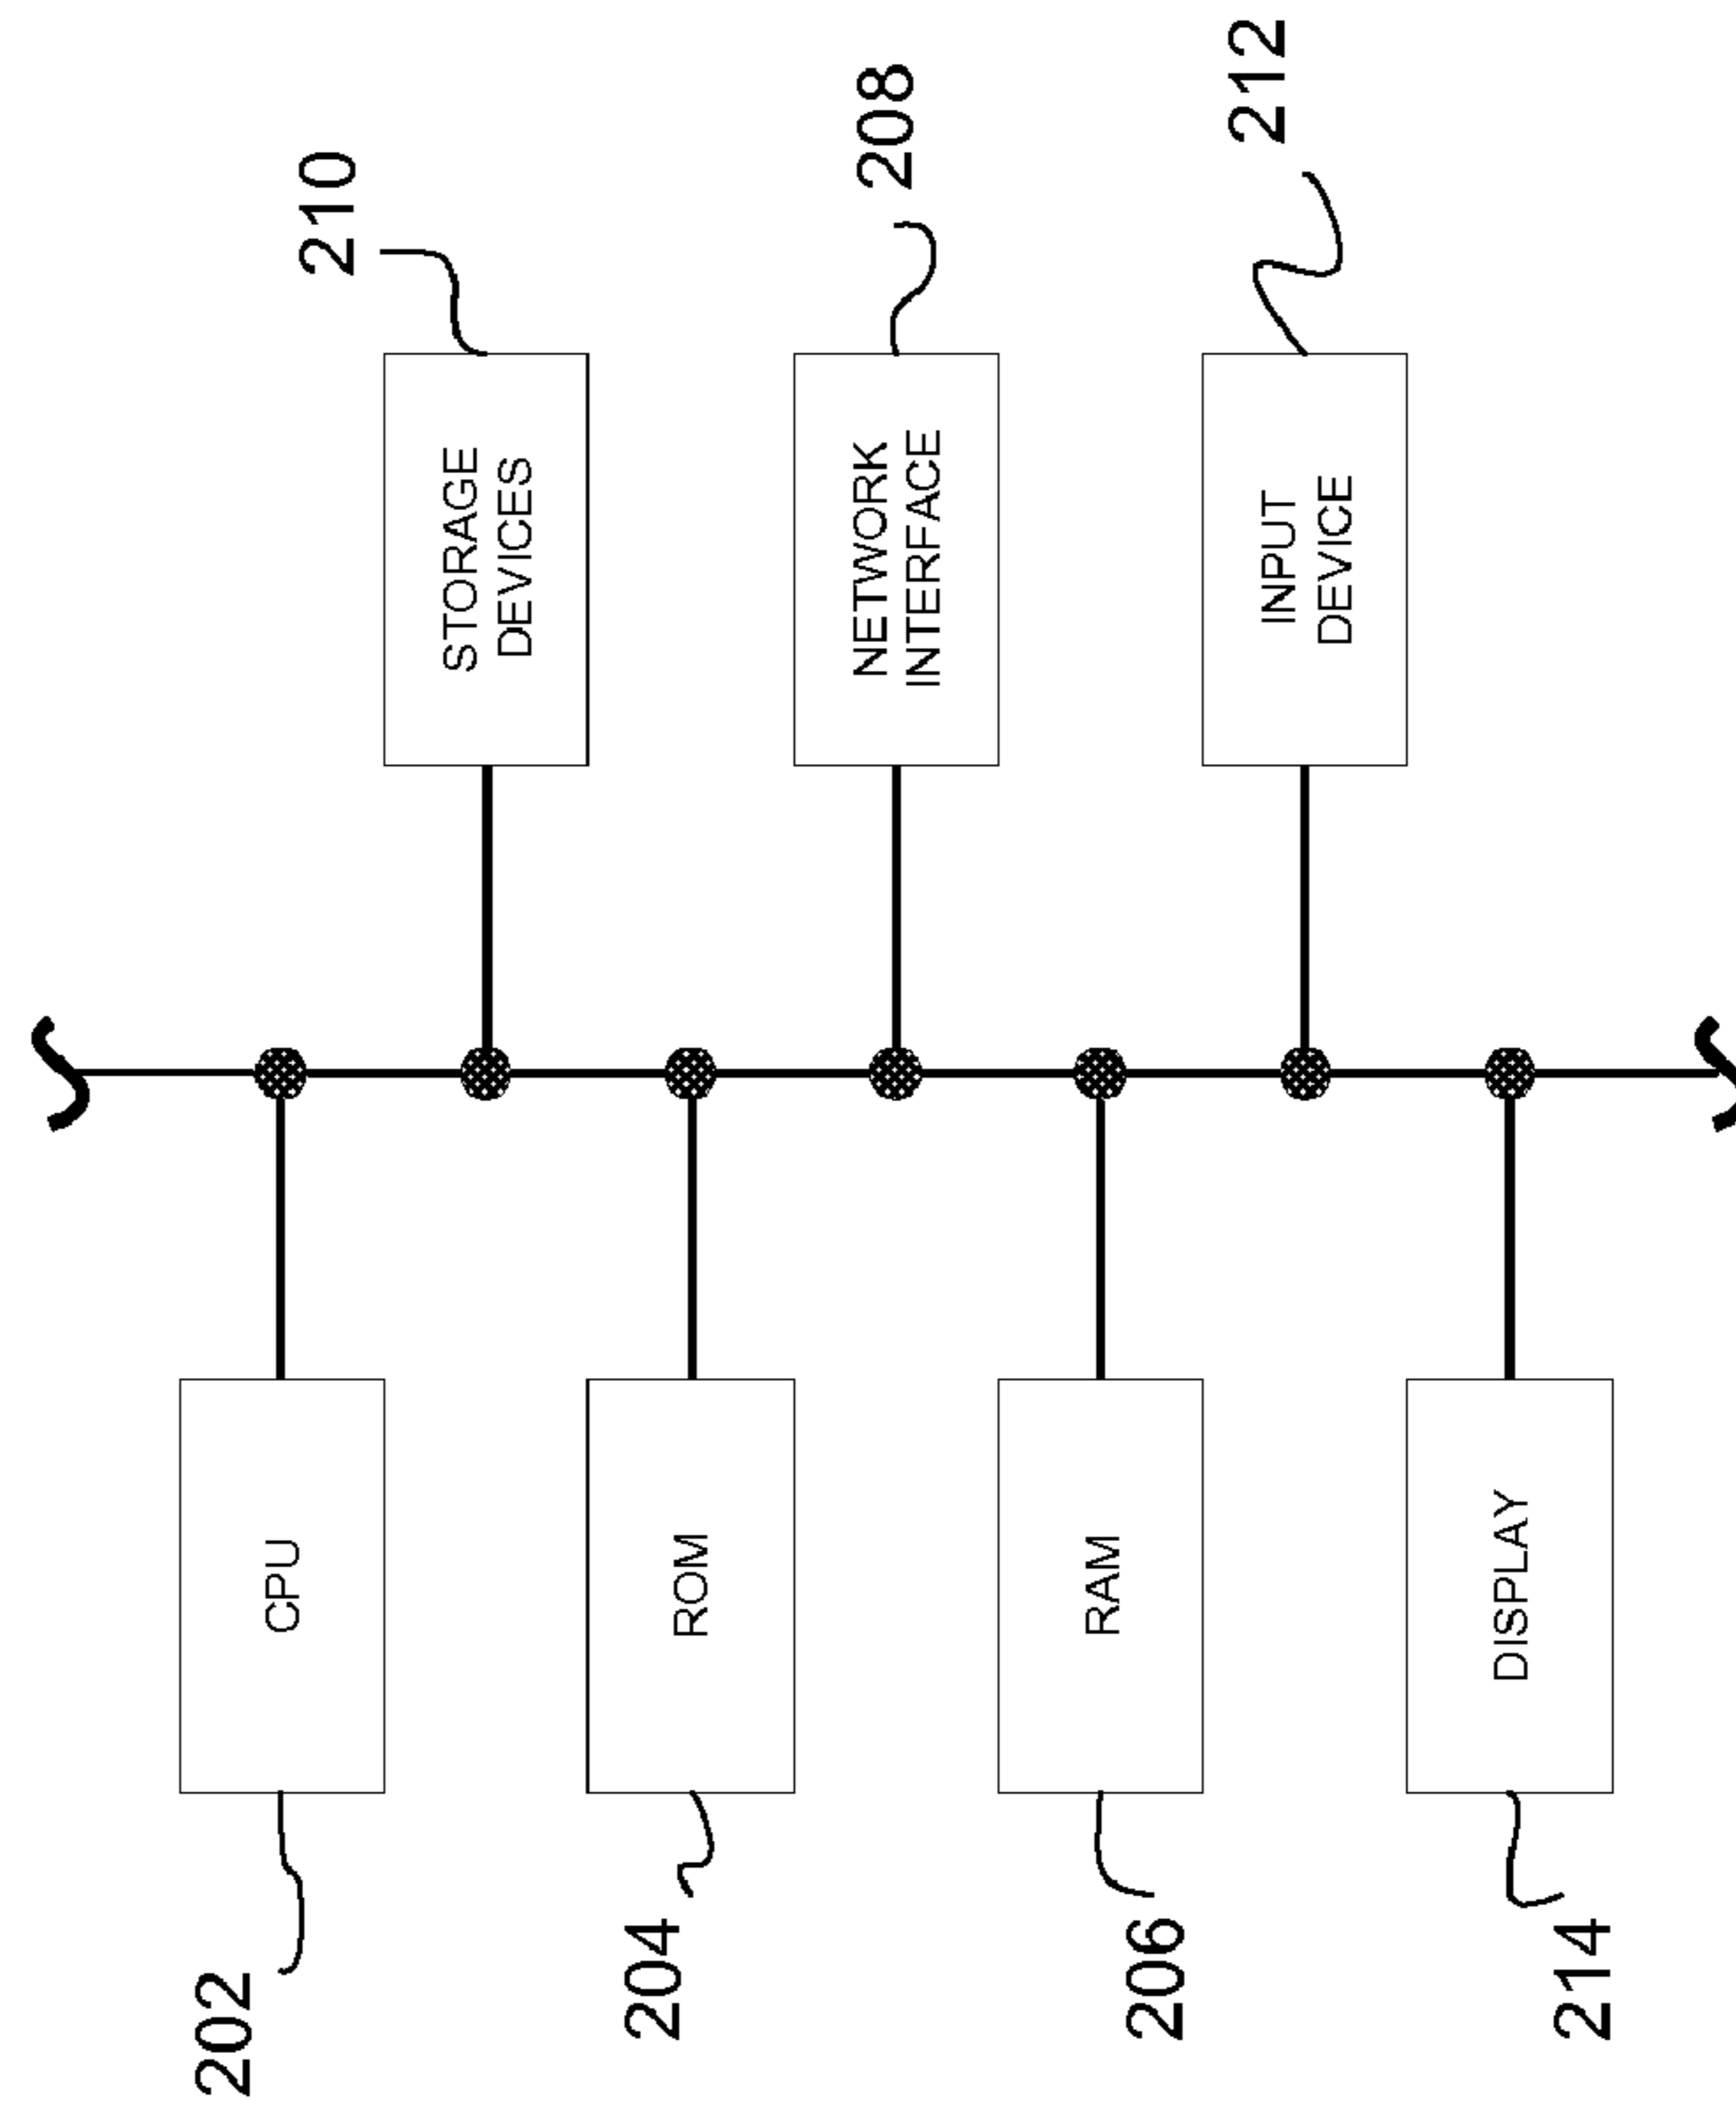 202
CPU
210
STORAGE
DEVICES
204
ROM
208
NETWORK
INTERFACE
206
RAM
212
INPUT
DEVICE
214
DISPLAY